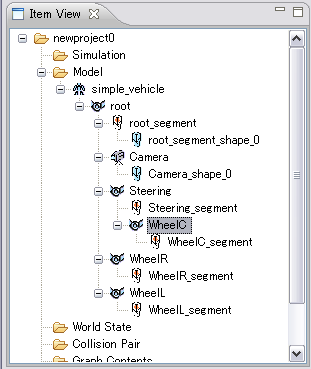 Item View
newproject0
Simulation
Model
simple_vehicle
root
root_segment
root_segment_shape_0
Camera
Camera_shape_0
Steering
Steering_segment
WheelC
WheelC_segment
WheelR
WheelR_segment
WheelL
WheelL_segment
World State
Collision Pair
Graph Contents